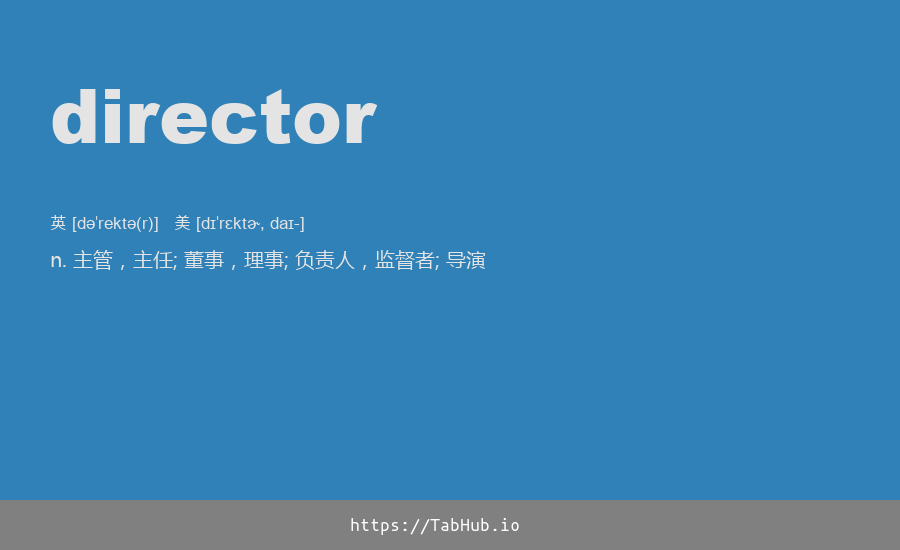 director
英 [dəˈrektə(r)] 美 [dɪˈrɛktɚ, daɪ-]
n. 主管，主任; 董事，理事; 负责人，监督者; 导演
https://TabHub.io